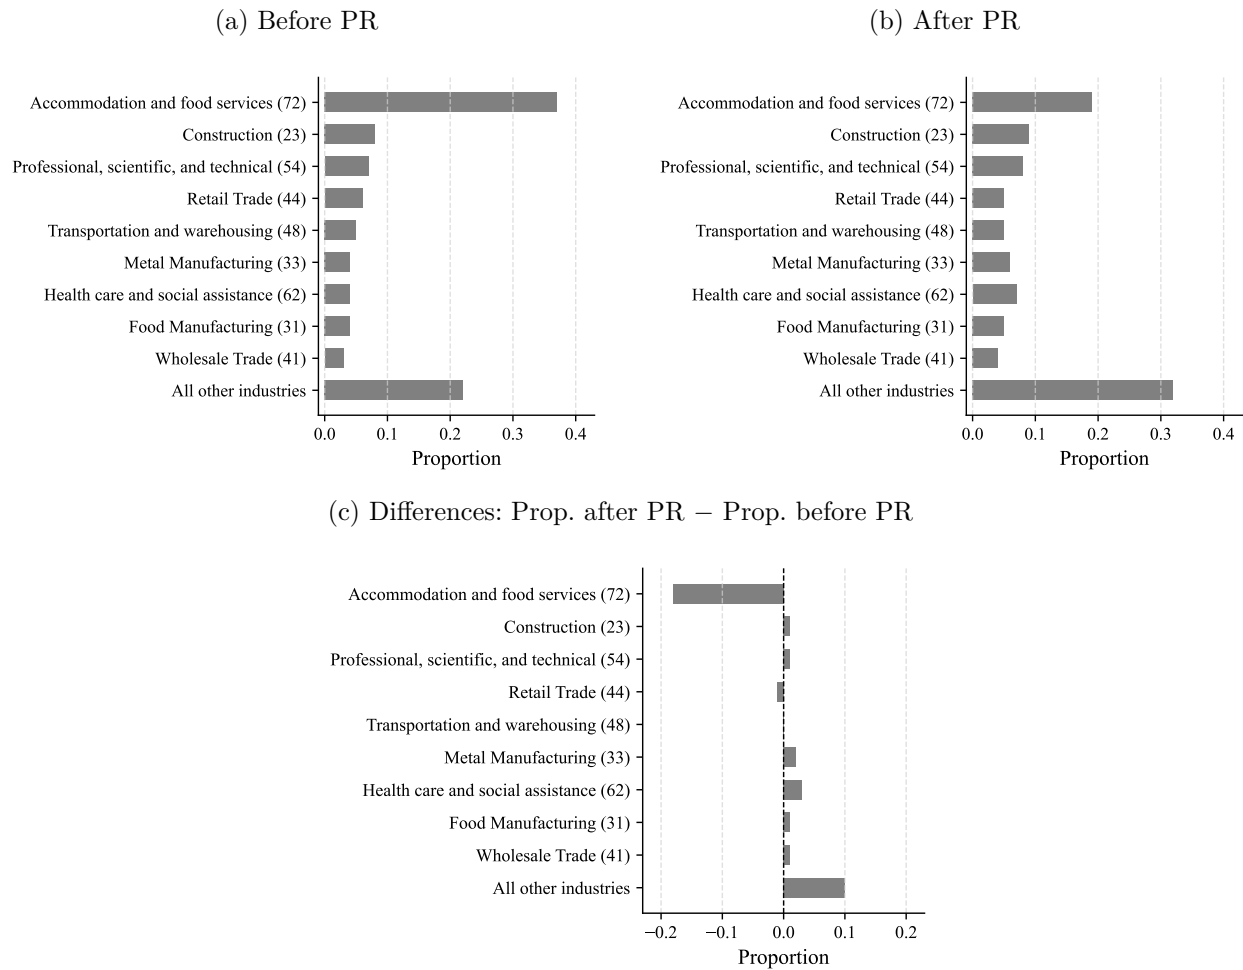 (a) Before PR
Accommodation and food services (72)
Construction (23)
Professional, scientific, and technical (54)
Retail Trade (44)
Transportation and warehousing (48)
Metal Manufacturing (33)
Health care and social assistance (62)
Food Manufacturing (31)
Wholesale Trade (41)
All other industries
0.0 0.1 0.2 0.3 0.4
Proportion
(b) After PR
Accommodation and food services (72)
Construction (23)
Professional, scientific, and technical (54)
Retail Trade (44)
Transportation and warehousing (48)
Metal Manufacturing (33)
Health care and social assistance (62)
Food Manufacturing (31)
Wholesale Trade (41)
All other industries
0.0 0.1 0.2 0.3 0.4
Proportion
(c) Differences: Prop. after PR − Prop. before PR
Accommodation and food services (72)
Construction (23)
Professional, scientific, and technical (54)
Retail Trade (44)
Transportation and warehousing (48)
Metal Manufacturing (33)
Health care and social assistance (62)
Food Manufacturing (31)
Wholesale Trade (41)
All other industries
−0.2 −0.1 0.0 0.1 0.2
Proportion